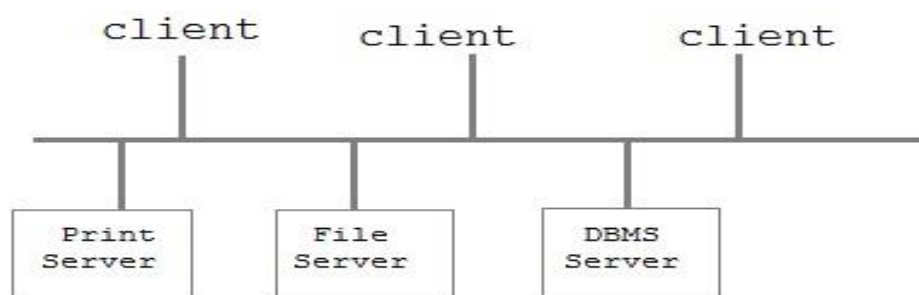 client
client
client
Print
Server
File
Server
DBMS
Server